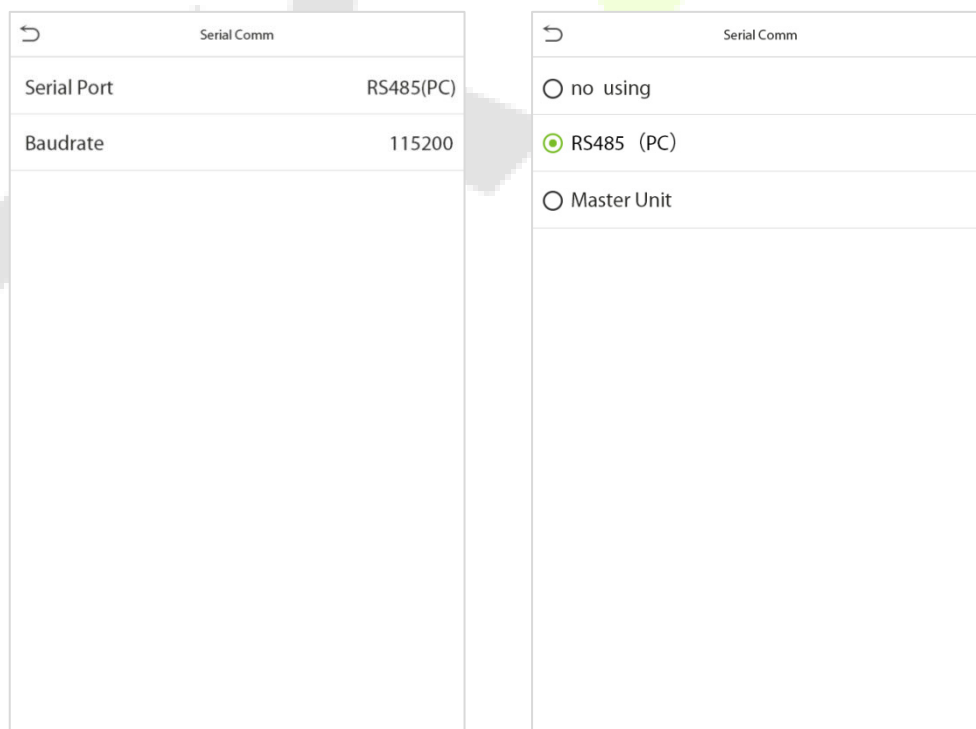 Serial Comm
Serial Port RS485(PC)
Baudrate 115200
Serial Comm
no using
RS485（PC）
Master Unit